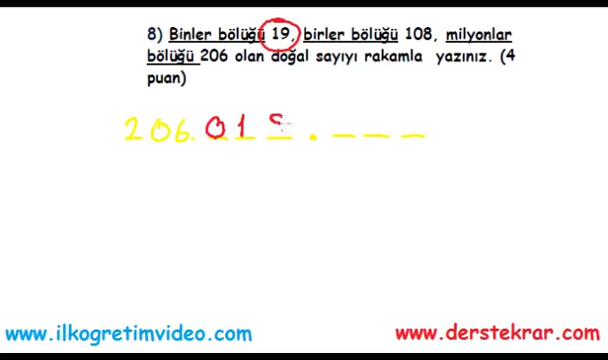 8) Binler bölüğü 19, birler bölüğü 108, milyonlar
bölüğü 206 olan doğal sayıyı rakamla yazınız. (4
puan)
206.01_ . _ _ _
www.ilkogretimvideo.com
www.derstekrar.com